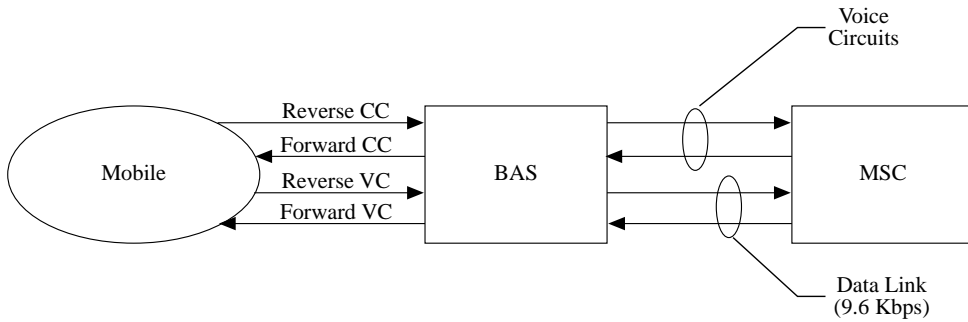 Voice
Circuits
Reverse CC
Forward CC
Mobile
BAS
MSC
Reverse VC
Forward VC
Data Link
(9.6 Kbps)